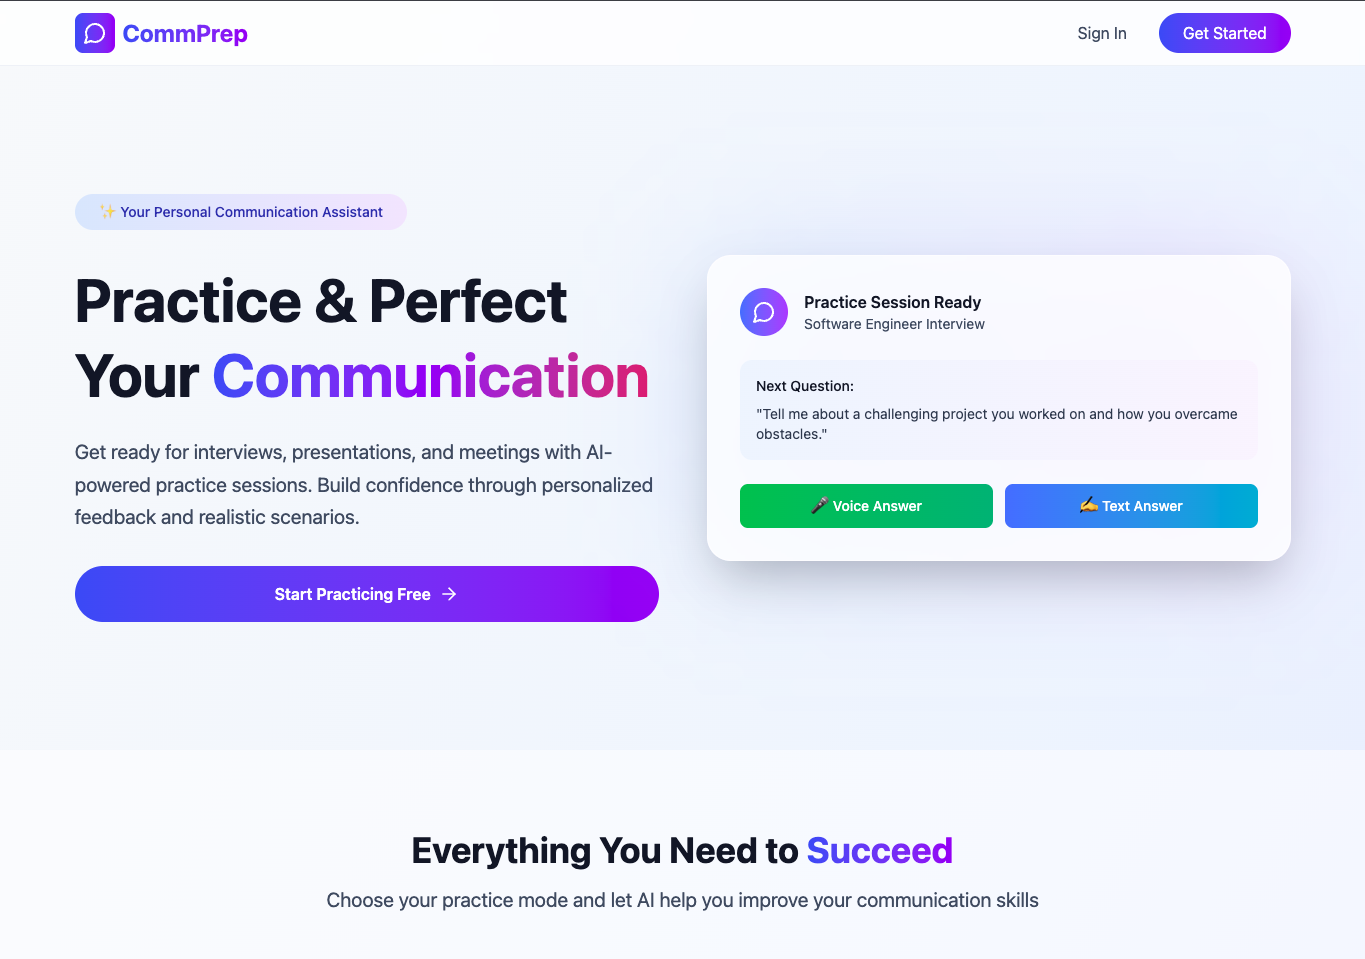 CommPrep
Sign In
Get Started
✨ Your Personal Communication Assistant
Practice & Perfect
Your Communication
Get ready for interviews, presentations, and meetings with AI-
powered practice sessions. Build confidence through personalized
feedback and realistic scenarios.
Start Practicing Free →
Practice Session Ready
Software Engineer Interview
Next Question:
"Tell me about a challenging project you worked on and how you overcame
obstacles."
🎤 Voice Answer
✍️ Text Answer
Everything You Need to Succeed
Choose your practice mode and let AI help you improve your communication skills